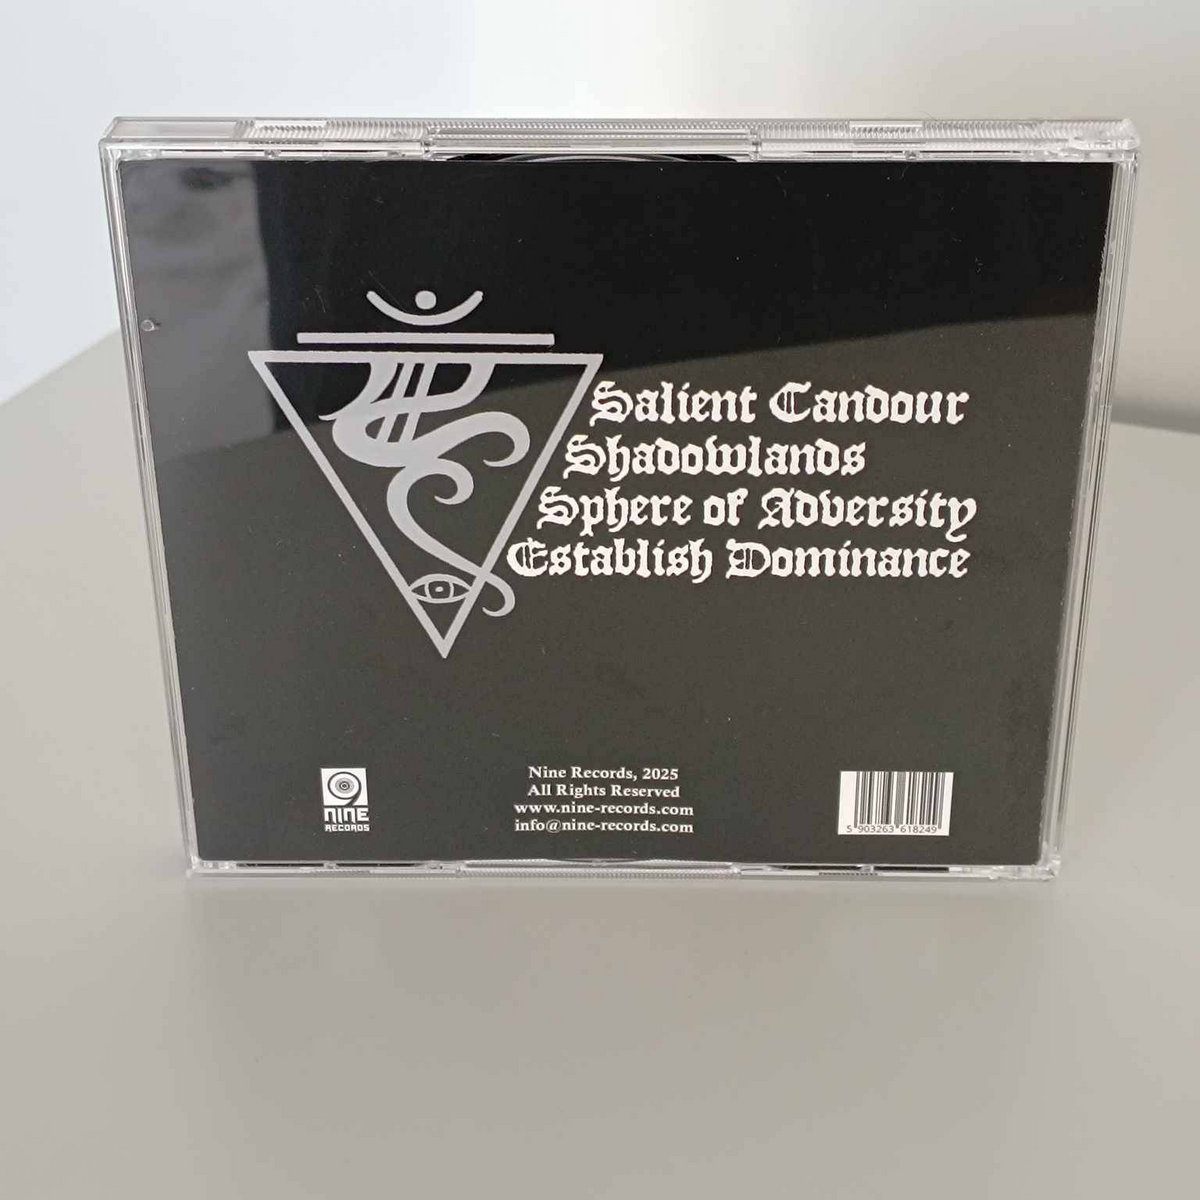 Salient Candour
Shadowlands
Sphere of Adversity
Establish Dominance
9
NINE
RECORDS
Nine Records, 2025
All Rights Reserved
www.nine-records.com
info@nine-records.com
5 903263 618249